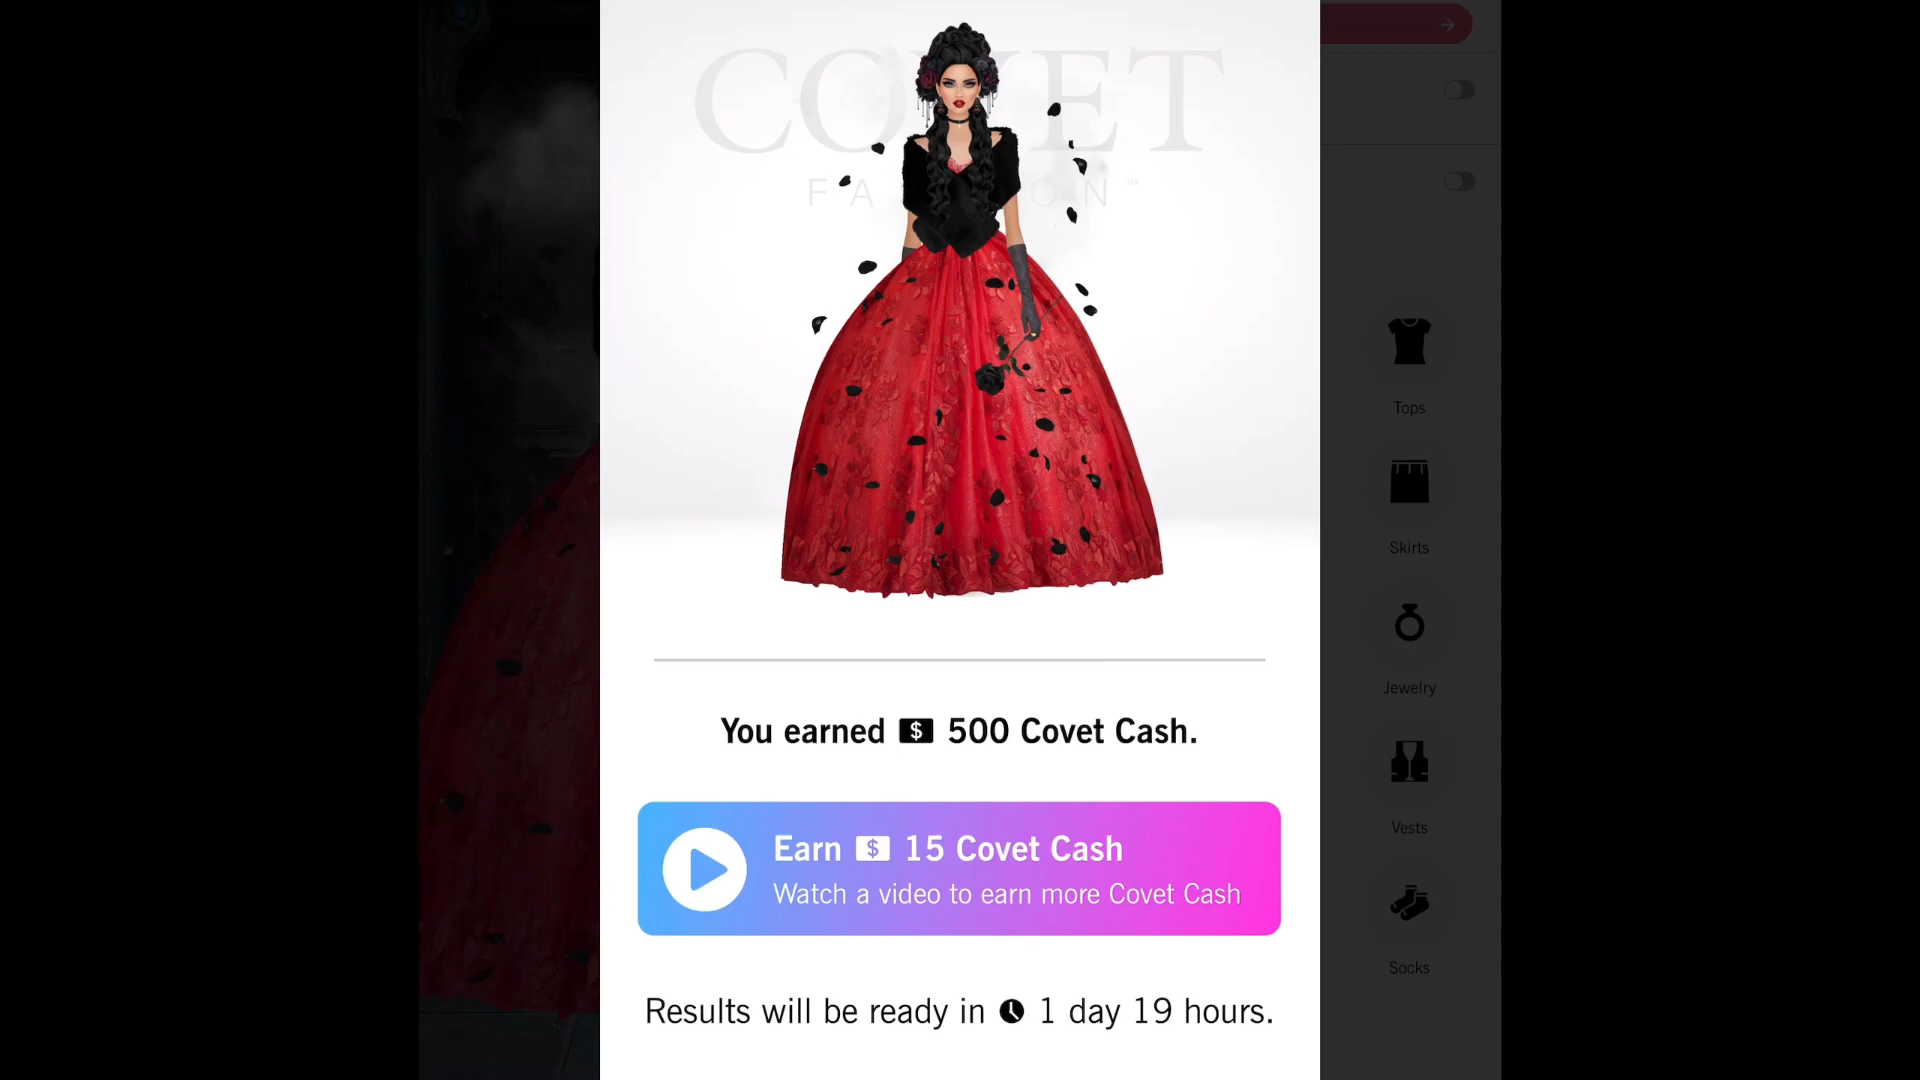 COVET
FASHION™
You earned $ 500 Covet Cash.
Earn $ 15 Covet Cash
Watch a video to earn more Covet Cash
Results will be ready in 1 day 19 hours.
Tops
Skirts
Jewelry
Vests
Socks